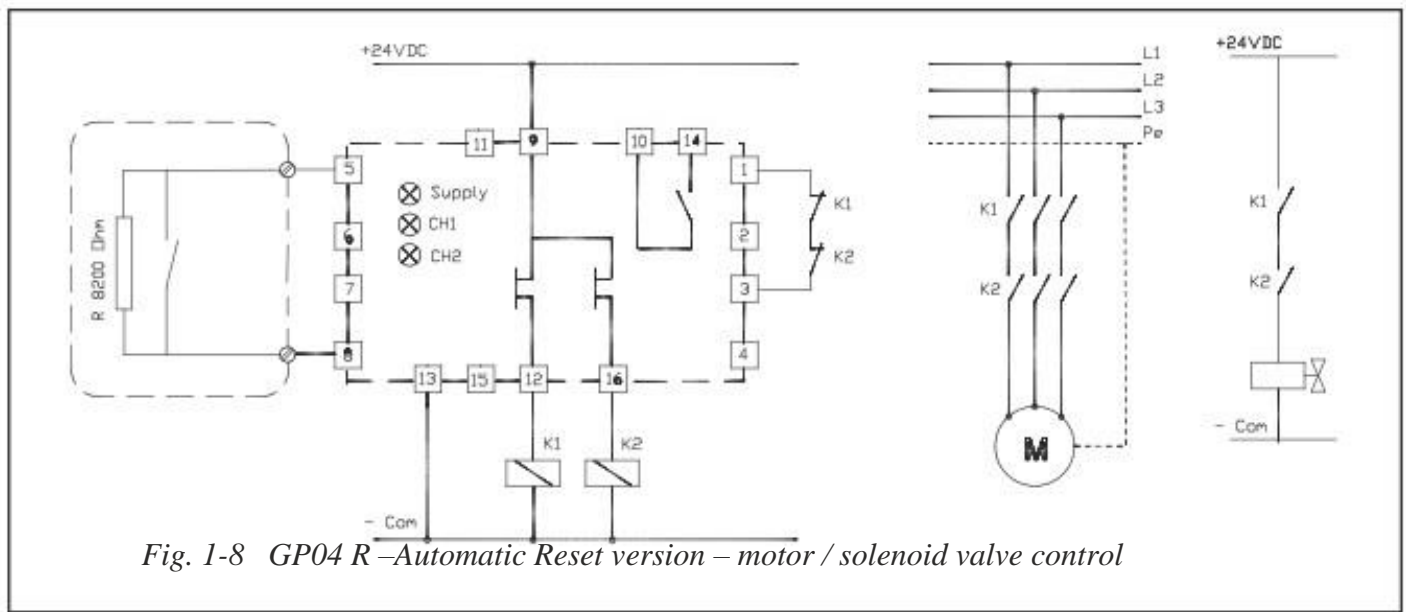 +24VDC
L1
L2
L3
Pe
+24VDC
11
9
10
14
5
6
7
8
Supply
CH1
CH2
1
2
3
4
K1
K2
R 8200 Ohm
13
15
12
16
K1
K2
- Com
K1
K2
M
K1
K2
- Com
Fig. 1-8 GP04 R –Automatic Reset version – motor / solenoid valve control